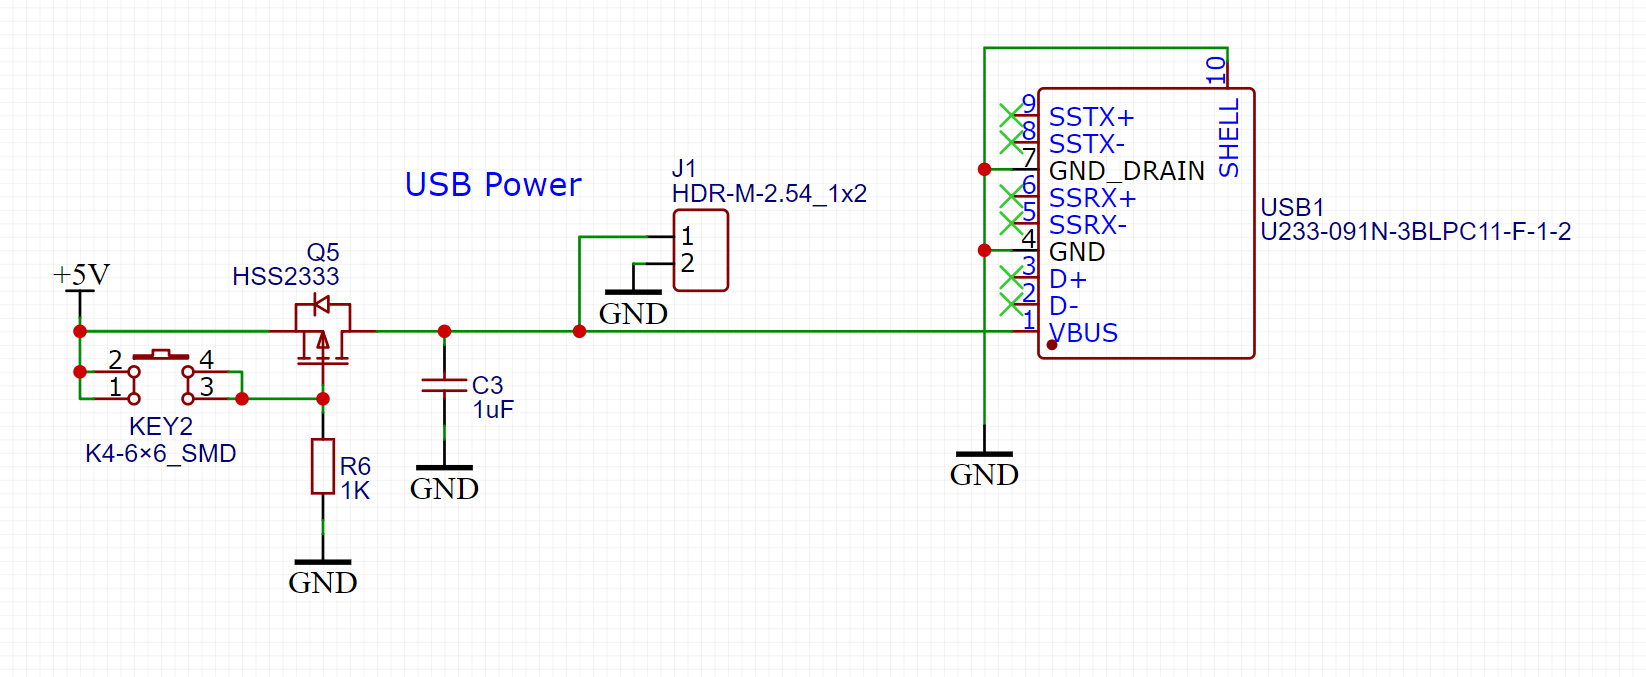 USB Power
+5V
Q5
HSS2333
2
1
4
3
KEY2
K4-6×6_SMD
R6
1K
GND
C3
1uF
GND
J1
HDR-M-2.54_1x2
1
2
GND
10
SHELL
9 SSTX+
8 SSTX-
7 GND_DRAIN
6 SSRX+
5 SSRX-
4 GND
3 D+
2 D-
1 VBUS
USB1
U233-091N-3BLPC11-F-1-2
GND